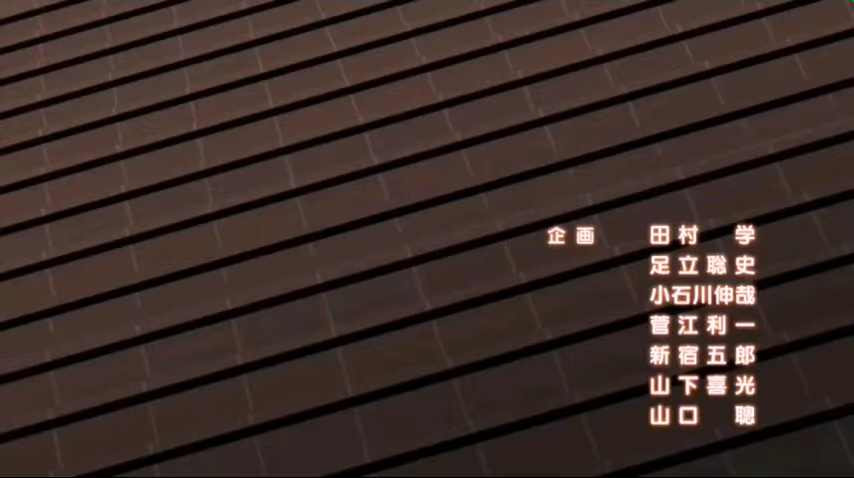 企画 田村 学
足立聡史
小石川伸哉
菅江利一
新宿五郎
山下喜光
山口 聰